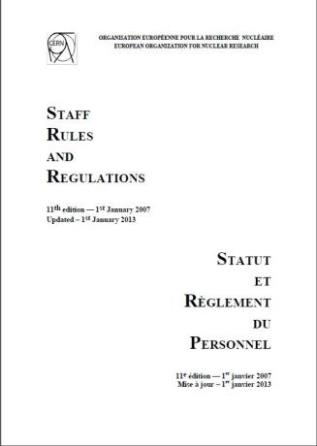 CERN
ORGANISATION EUROPÉENNE POUR LA RECHERCHE NUCLÉAIRE
EUROPEAN ORGANIZATION FOR NUCLEAR RESEARCH
STAFF
RULES
AND
REGULATIONS
11th edition — 1st January 2007
Updated – 1st January 2013
STATUT
ET
RÈGLEMENT
DU
PERSONNEL
11e édition — 1er janvier 2007
Mise à jour – 1er janvier 2013